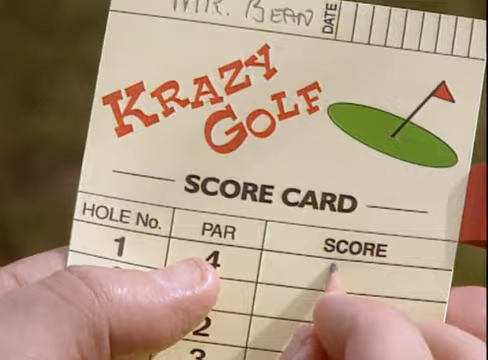 MR. BEAN DATE
KRAZY
GOLF
SCORE CARD
HOLE No. PAR SCORE
1 4
2
3